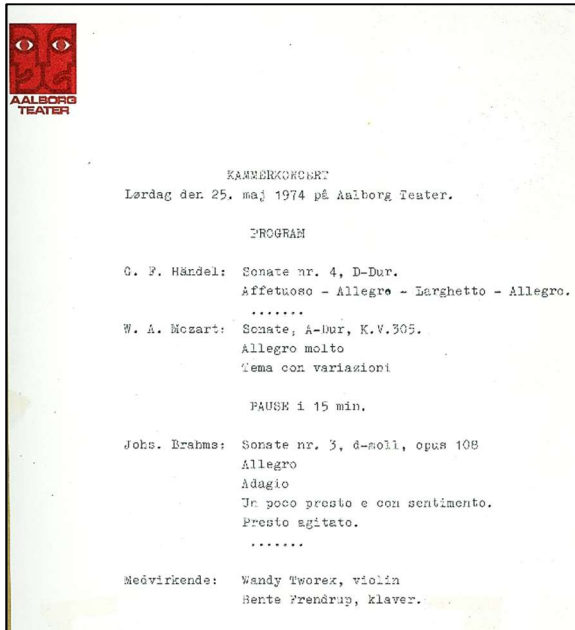 AALBORG
TEATER
KAMMERKONCERT
Lørdag den 25. maj 1974 på Aalborg Teater.
PROGRAM
G. F. Händel: Sonate nr. 4, D-Dur.
Affetuoso - Allegro - Larghetto - Allegro.
.......
W. A. Mozart: Sonate, A-Dur, K.V.305.
Allegro molto
Tema con variazioni
PAUSE i 15 min.
Johs. Brahms: Sonate nr. 3, d-moll, opus 108
Allegro
Adagio
Un poco presto e con sentimento.
Presto agitato.
.......
Medvirkende: Wandy Tworek, violin
Bente Frendrup, klaver.